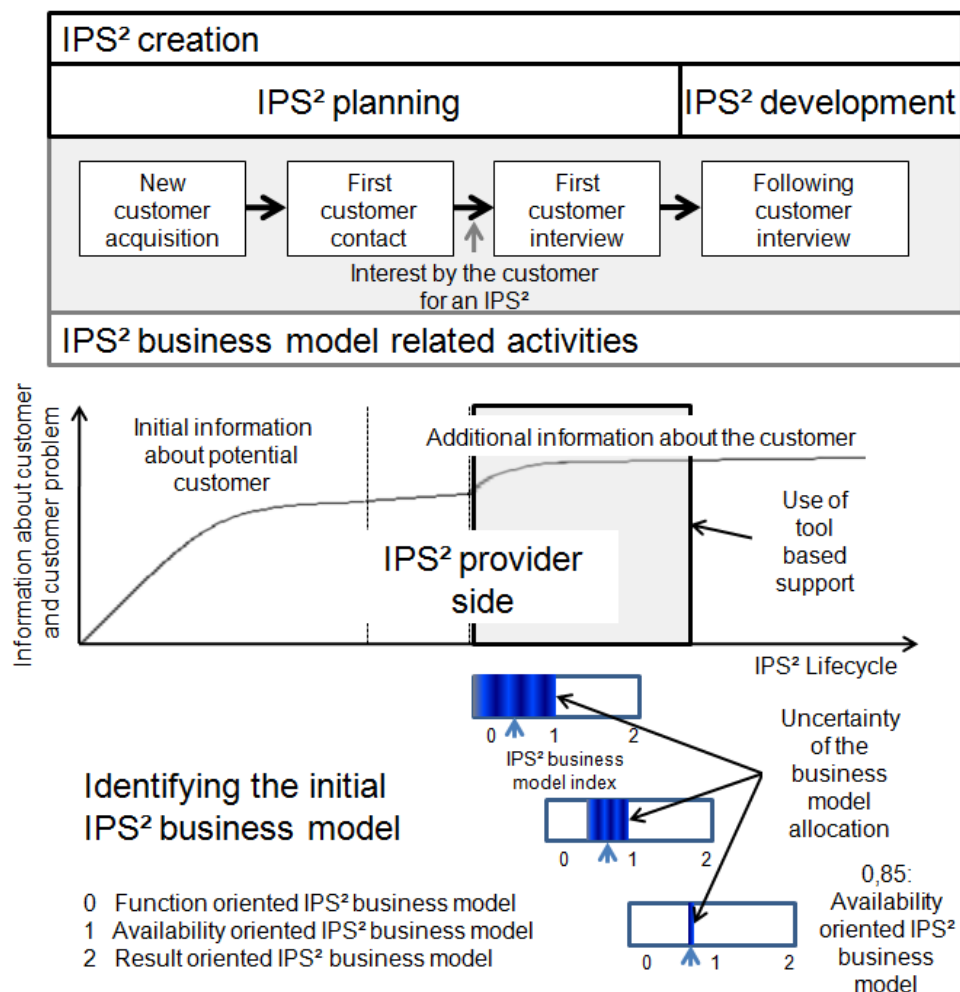 IPS² creation
IPS² planning
IPS² development
New
customer
acquisition
First
customer
contact
First
customer
interview
Following
customer
interview
Interest by the customer
for an IPS²
IPS² business model related activities
Information about customer
and customer problem
Initial information
about potential
customer
Additional information about the customer
IPS² provider
side
Use of
tool
based
support
IPS² Lifecycle
0 1 2
IPS² business
model index
Uncertainty
of the
business
model
allocation
Identifying the initial
IPS² business model
0 1 2
0 Function oriented IPS² business model
1 Availability oriented IPS² business model
2 Result oriented IPS² business model
0 1 2
0,85:
Availability
oriented IPS²
business
model